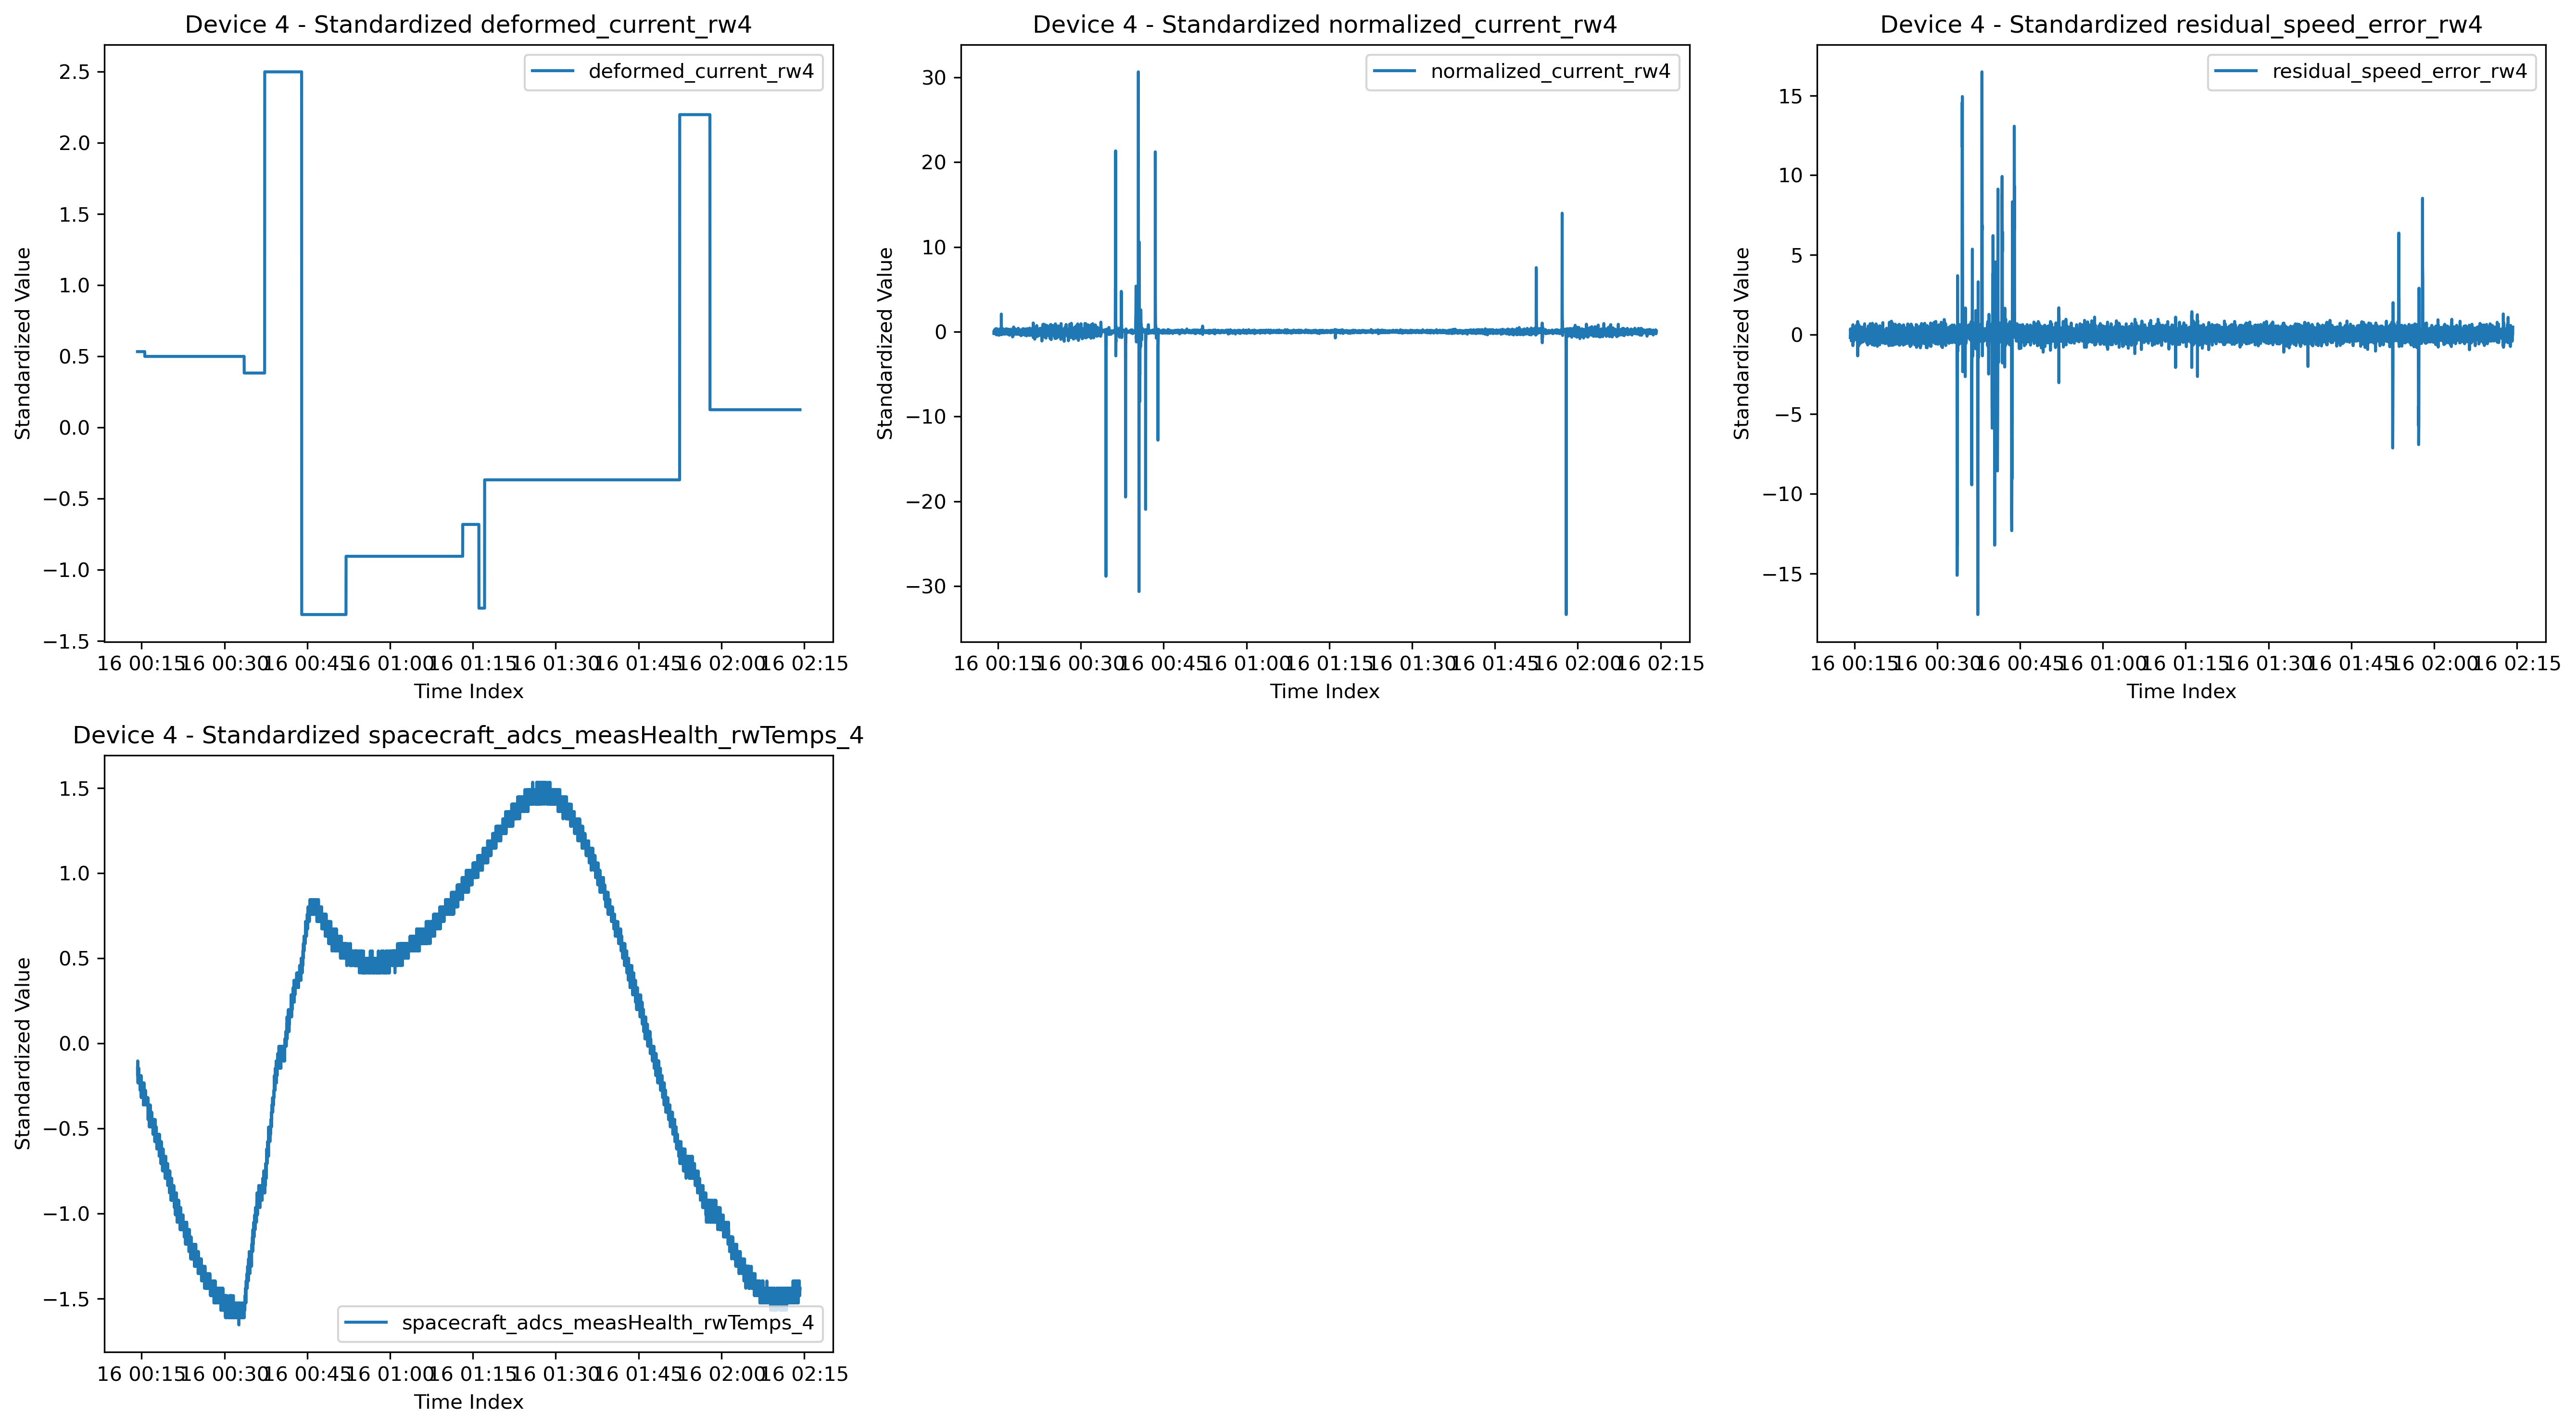 Device 4 - Standardized deformed_current_rw4
deformed_current_rw4
Standardized Value
2.5
2.0
1.5
1.0
0.5
0.0
−0.5
−1.0
−1.5
16 00:15 16 00:30 16 00:45 16 01:00 16 01:15 16 01:30 16 01:45 16 02:00 16 02:15
Time Index
Device 4 - Standardized normalized_current_rw4
normalized_current_rw4
Standardized Value
30
20
10
0
−10
−20
−30
16 00:15 16 00:30 16 00:45 16 01:00 16 01:15 16 01:30 16 01:45 16 02:00 16 02:15
Time Index
Device 4 - Standardized residual_speed_error_rw4
residual_speed_error_rw4
Standardized Value
15
10
5
0
−5
−10
−15
16 00:15 16 00:30 16 00:45 16 01:00 16 01:15 16 01:30 16 01:45 16 02:00 16 02:15
Time Index
Device 4 - Standardized spacecraft_adcs_measHealth_rwTemps_4
Standardized Value
1.5
1.0
0.5
0.0
−0.5
−1.0
−1.5
spacecraft_adcs_measHealth_rwTemps_4
16 00:15 16 00:30 16 00:45 16 01:00 16 01:15 16 01:30 16 01:45 16 02:00 16 02:15
Time Index